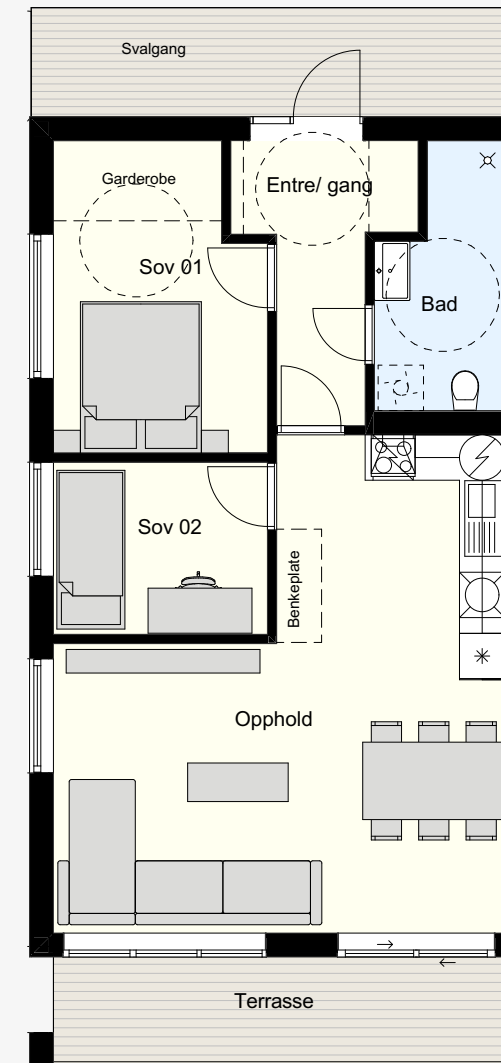 Svalgang
Garderobe
Entre/ gang
Sov 01
Bad
Sov 02
Benkeplate
Opphold
Terrasse